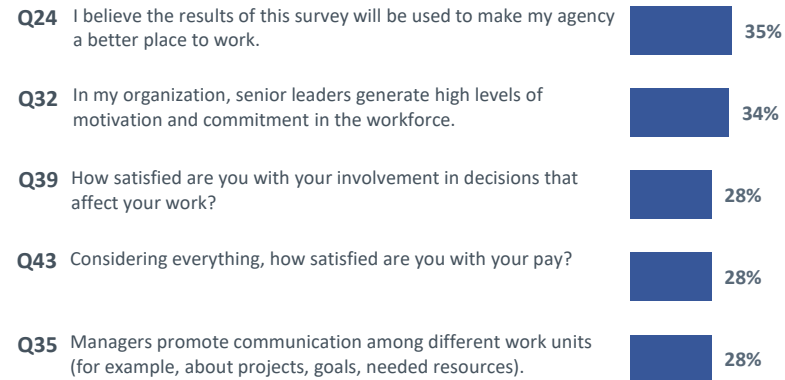 Q24 I believe the results of this survey will be used to make my agency 35%
a better place to work.
Q32 In my organization, senior leaders generate high levels of 34%
motivation and commitment in the workforce.
Q39 How satisfied are you with your involvement in decisions that 28%
affect your work?
Q43 Considering everything, how satisfied are you with your pay? 28%
Q35 Managers promote communication among different work units 28%
(for example, about projects, goals, needed resources).